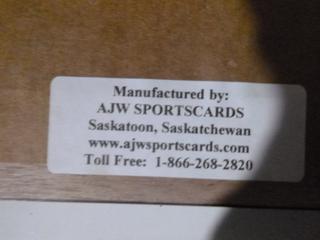 Manufactured by:
AJW SPORTSCARDS
Saskatoon, Saskatchewan
www.ajwsportscards.com
Toll Free: 1-866-268-2820